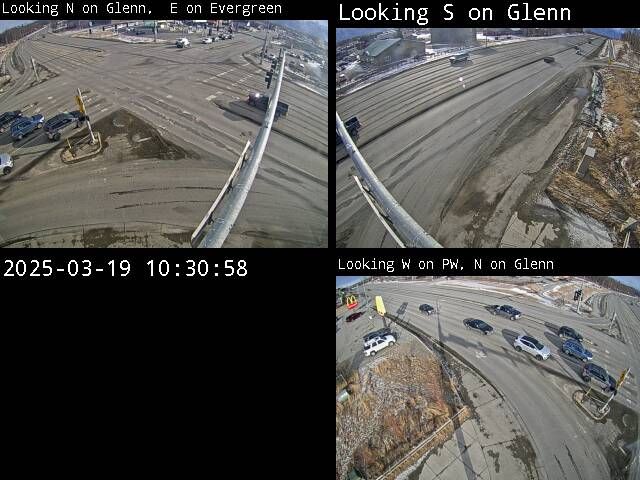 Looking N on Glenn,  E on Evergreen
Looking S on Glenn
2025-03-19 10:30:58
Looking W on PW, N on Glenn